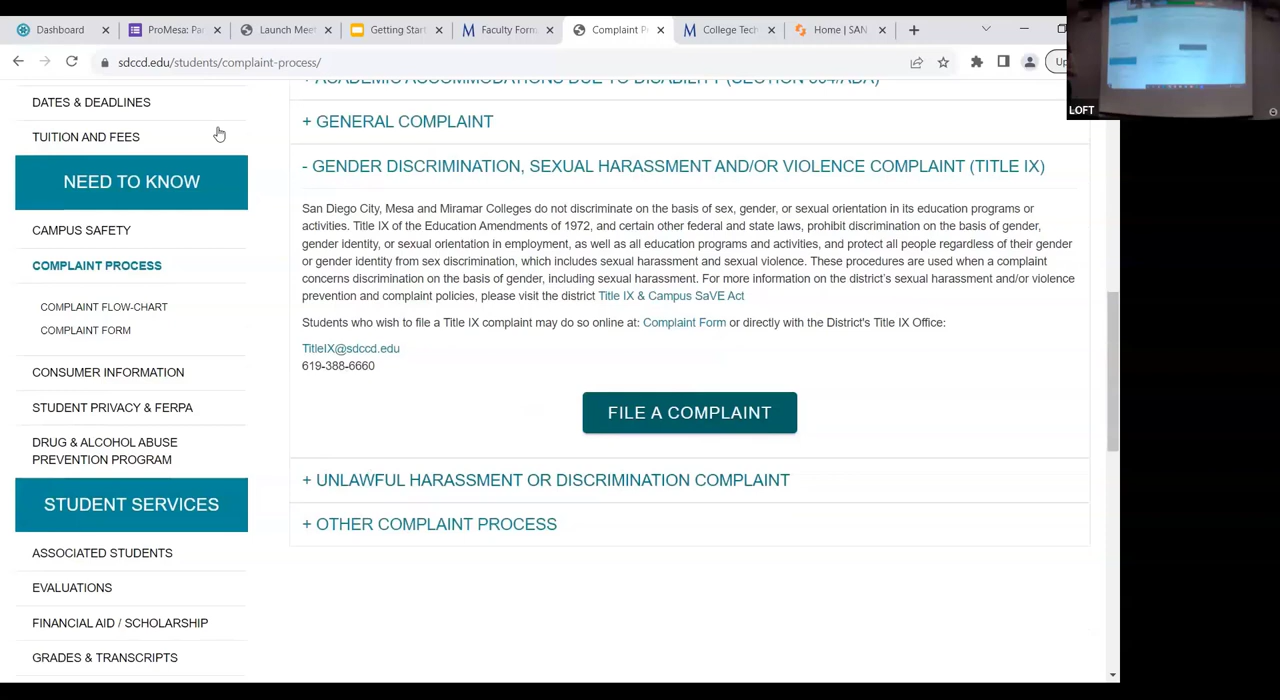 Dashboard
ProMesa: Pa
Launch Meet
Getting Start
Faculty Form
Complaint P
College Tech
Home | SAN
sdccd.edu/students/complaint-process/
Up
LOFT
DATES & DEADLINES
TUITION AND FEES
NEED TO KNOW
CAMPUS SAFETY
COMPLAINT PROCESS
COMPLAINT FLOW-CHART
COMPLAINT FORM
CONSUMER INFORMATION
STUDENT PRIVACY & FERPA
DRUG & ALCOHOL ABUSE
PREVENTION PROGRAM
STUDENT SERVICES
ASSOCIATED STUDENTS
EVALUATIONS
FINANCIAL AID / SCHOLARSHIP
GRADES & TRANSCRIPTS
+ ACADEMIC ACCOMMODATIONS DUE TO DISABILITY (SECTION 504/ADA)
+ GENERAL COMPLAINT
- GENDER DISCRIMINATION, SEXUAL HARASSMENT AND/OR VIOLENCE COMPLAINT (TITLE IX)
San Diego City, Mesa and Miramar Colleges do not discriminate on the basis of sex, gender, or sexual orientation in its education programs or
activities. Title IX of the Education Amendments of 1972, and certain other federal and state laws, prohibit discrimination on the basis of gender,
gender identity, or sexual orientation in employment, as well as all education programs and activities, and protect all people regardless of their gender
or gender identity from sex discrimination, which includes sexual harassment and sexual violence. These procedures are used when a complaint
concerns discrimination on the basis of gender, including sexual harassment. For more information on the district's sexual harassment and/or violence
prevention and complaint policies, please visit the district Title IX & Campus SaVE Act
Students who wish to file a Title IX complaint may do so online at: Complaint Form or directly with the District's Title IX Office:
TitleIX@sdccd.edu
619-388-6660
FILE A COMPLAINT
+ UNLAWFUL HARASSMENT OR DISCRIMINATION COMPLAINT
+ OTHER COMPLAINT PROCESS